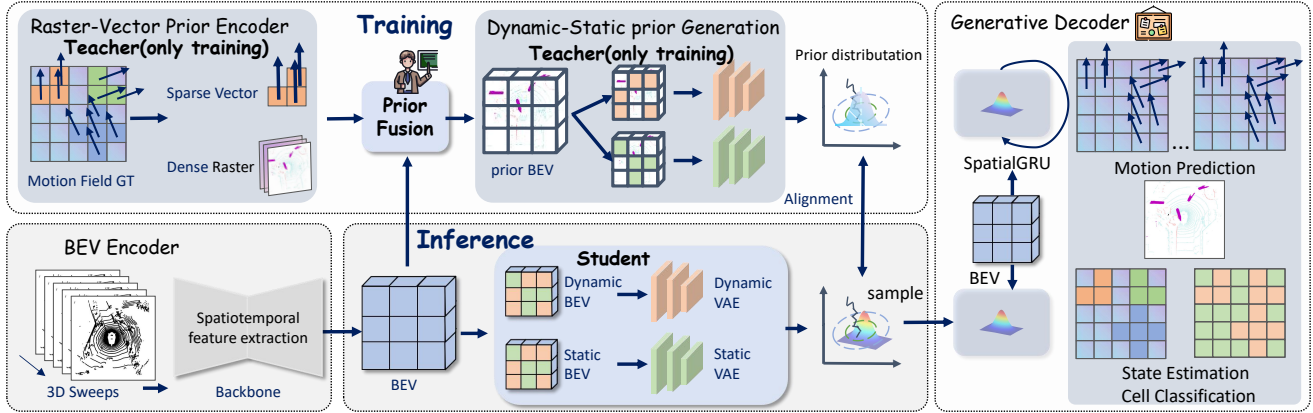 Raster-Vector Prior Encoder
Teacher(only training)
Sparse Vector
Dense Raster
Motion Field GT
Training
Prior
Fusion
Dynamic-Static prior Generation
Teacher(only training)
prior BEV
Prior distribution
Alignment
BEV Encoder
3D Sweeps
Spatiotemporal
feature extraction
Backbone
Inference
BEV
Student
Dynamic
BEV
Dynamic
VAE
Static
BEV
Static
VAE
sample
Generative Decoder
SpatialGRU
BEV
...
Motion Prediction
State Estimation
Cell Classification